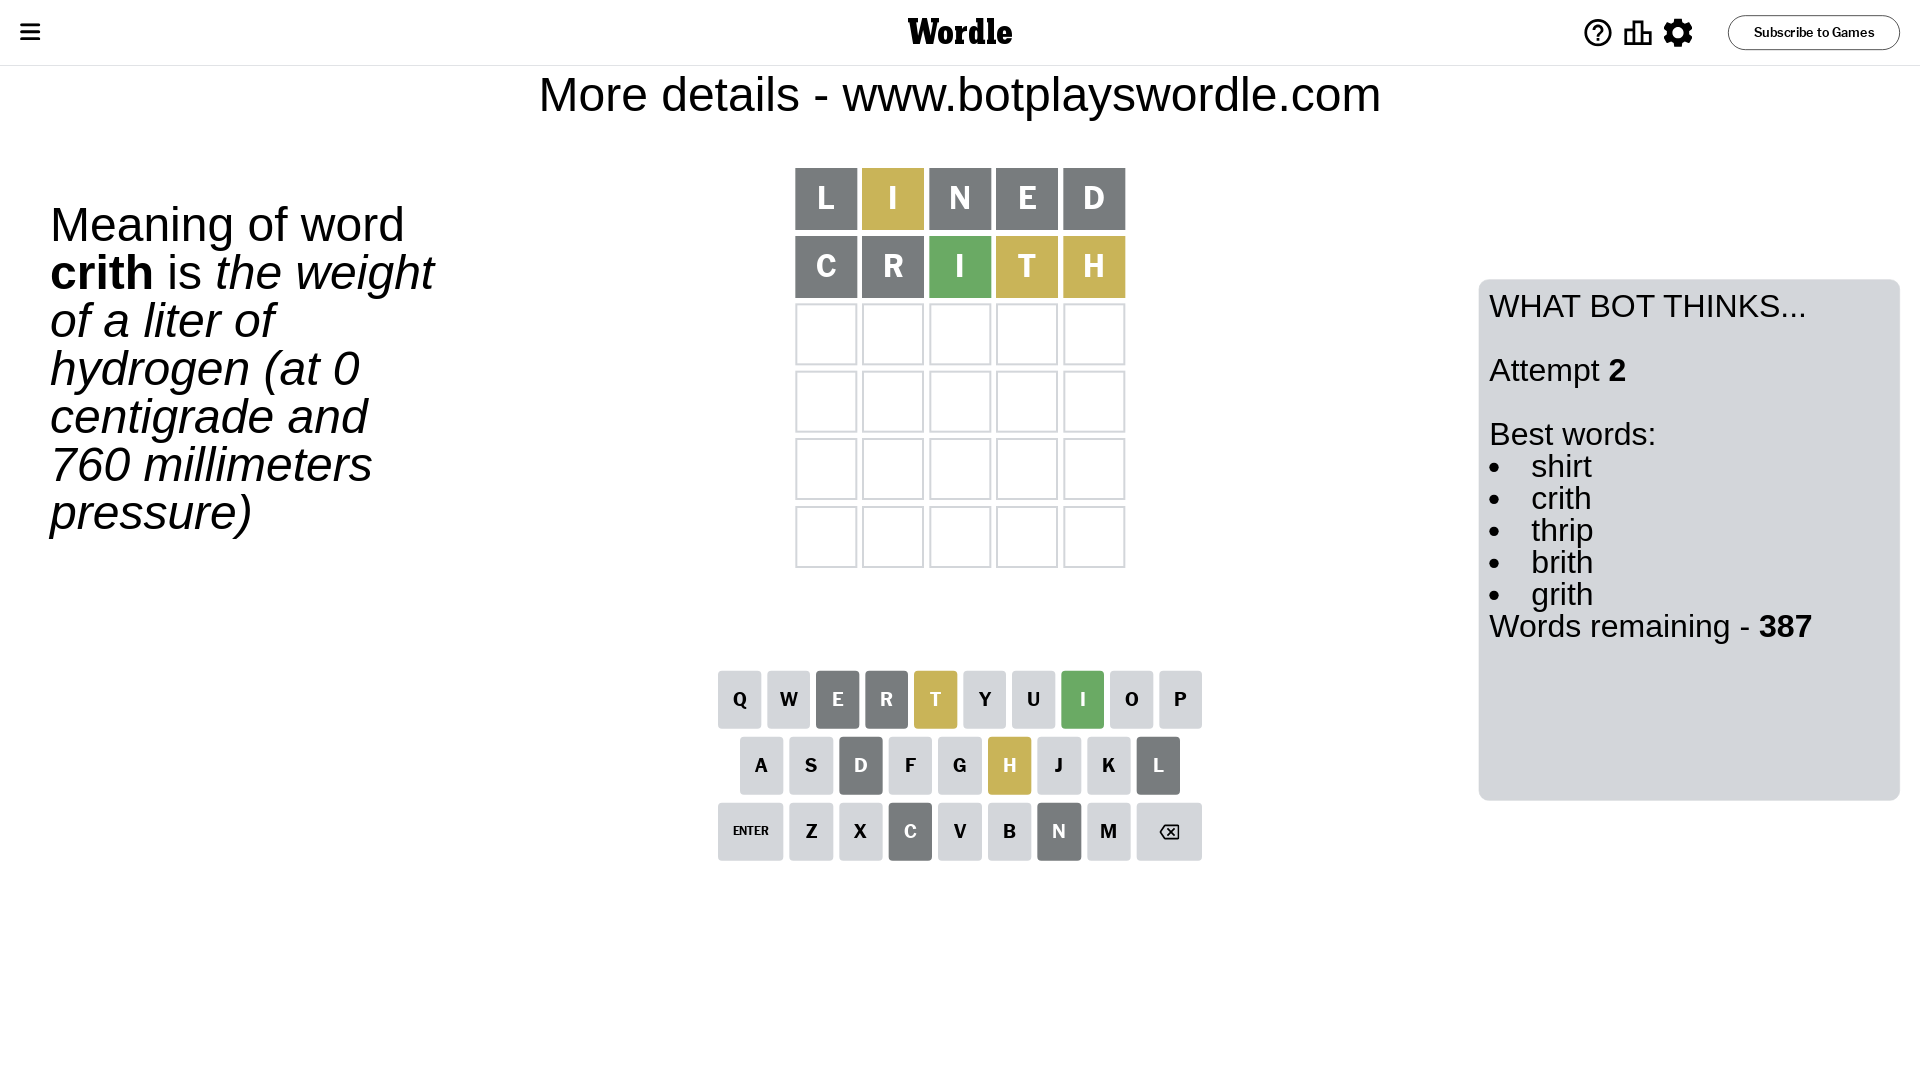 Wordle
Subscribe to Games
More details - www.botplayswordle.com
Meaning of word
crith is the weight
of a liter of
hydrogen (at 0
centigrade and
760 millimeters
pressure)
L I N E D
C R I T H
WHAT BOT THINKS...
Attempt 2
Best words:
• shirt
• crith
• thrip
• brith
• grith
Words remaining - 387
Q W E R T Y U I O P
A S D F G H J K L
ENTER Z X C V B N M